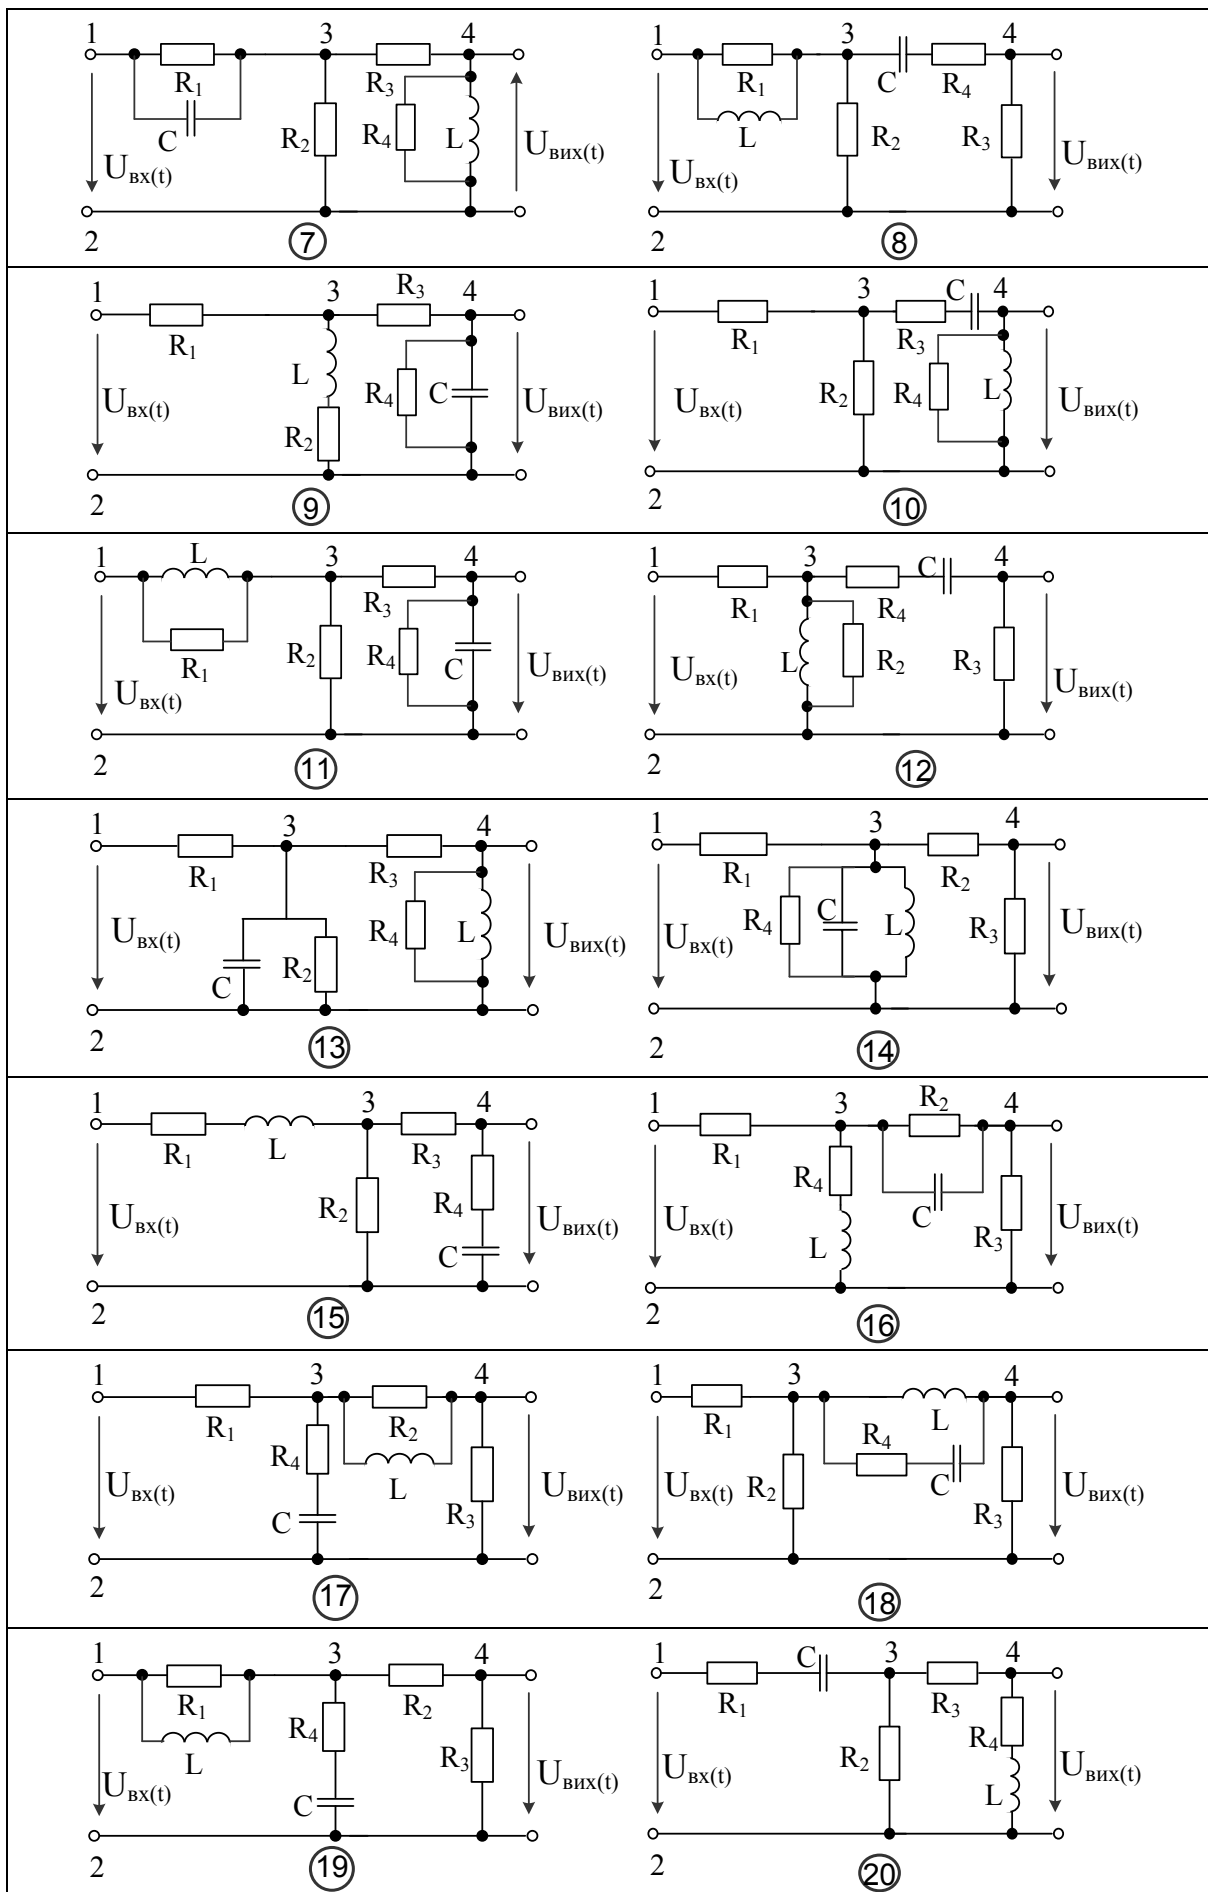 1 3 4
R1 R3
C R2 R4 L
Uвх(t) Uвих(t)
2
7
1 3 4
R1 C R4
L R2 R3
Uвх(t) Uвих(t)
2
8
1 3 R3 4
R1
L R4 C
Uвх(t) R2 Uвих(t)
2
9
1 3 C 4
R1 R3
R2 R4 L
Uвх(t) Uвих(t)
2
10
1 L 3 4
R3
R1 R2 R4 C
Uвх(t) Uвих(t)
2
11
1 3 C 4
R1 R4
L R2 R3
Uвх(t) Uвих(t)
2
12
1 3 4
R1 R3
Uвх(t) R4 L Uвих(t)
C R2
2
13
1 3 4
R1 R2
R4 C L R3
Uвх(t) Uвих(t)
2
14
1 3 4
R1 L R3
R2 R4
Uвх(t) C Uвих(t)
2
15
1 3 R2 4
R1
R4 C
Uвх(t) L R3 Uвих(t)
2
16
1 3 4
R1 R2
R4 L
Uвх(t) C R3 Uвих(t)
2
17
1 3 4
R1 L
R4
Uвх(t) R2 C R3 Uвих(t)
2
18
1 3 4
R1 R4 R2
L R3
Uвх(t) C Uвих(t)
2
19
1 C 3 4
R1 R3
R2 R4
Uвх(t) L Uвих(t)
2
20